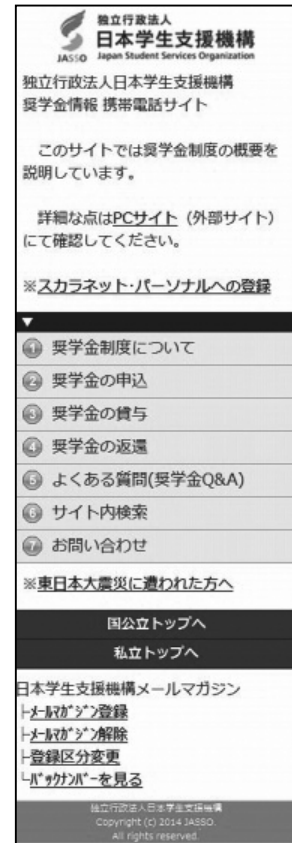 独立行政法人
日本学生支援機構
JASSO Japan Student Services Organization
独立行政法人日本学生支援機構
奨学金情報 携帯電話サイト
このサイトでは奨学金制度の概要を
説明しています。
詳細な点はPCサイト（外部サイト）
にて確認してください。
※スカラネット・パーソナルへの登録
▼
1 奨学金制度について
2 奨学金の申込
3 奨学金の貸与
4 奨学金の返還
5 よくある質問(奨学金Q&A)
6 サイト内検索
7 お問い合わせ
※東日本大震災に遭われた方へ
国公立トップへ
私立トップへ
日本学生支援機構メールマガジン
├ﾒｰﾙﾏｶﾞｼﾞﾝ登録
├ﾒｰﾙﾏｶﾞｼﾞﾝ解除
├登録区分変更
└ﾊﾞｯｸﾅﾝﾊﾞｰを見る
独立行政法人日本学生支援機構
Copyright (c) 2014 JASSO.
All rights reserved.